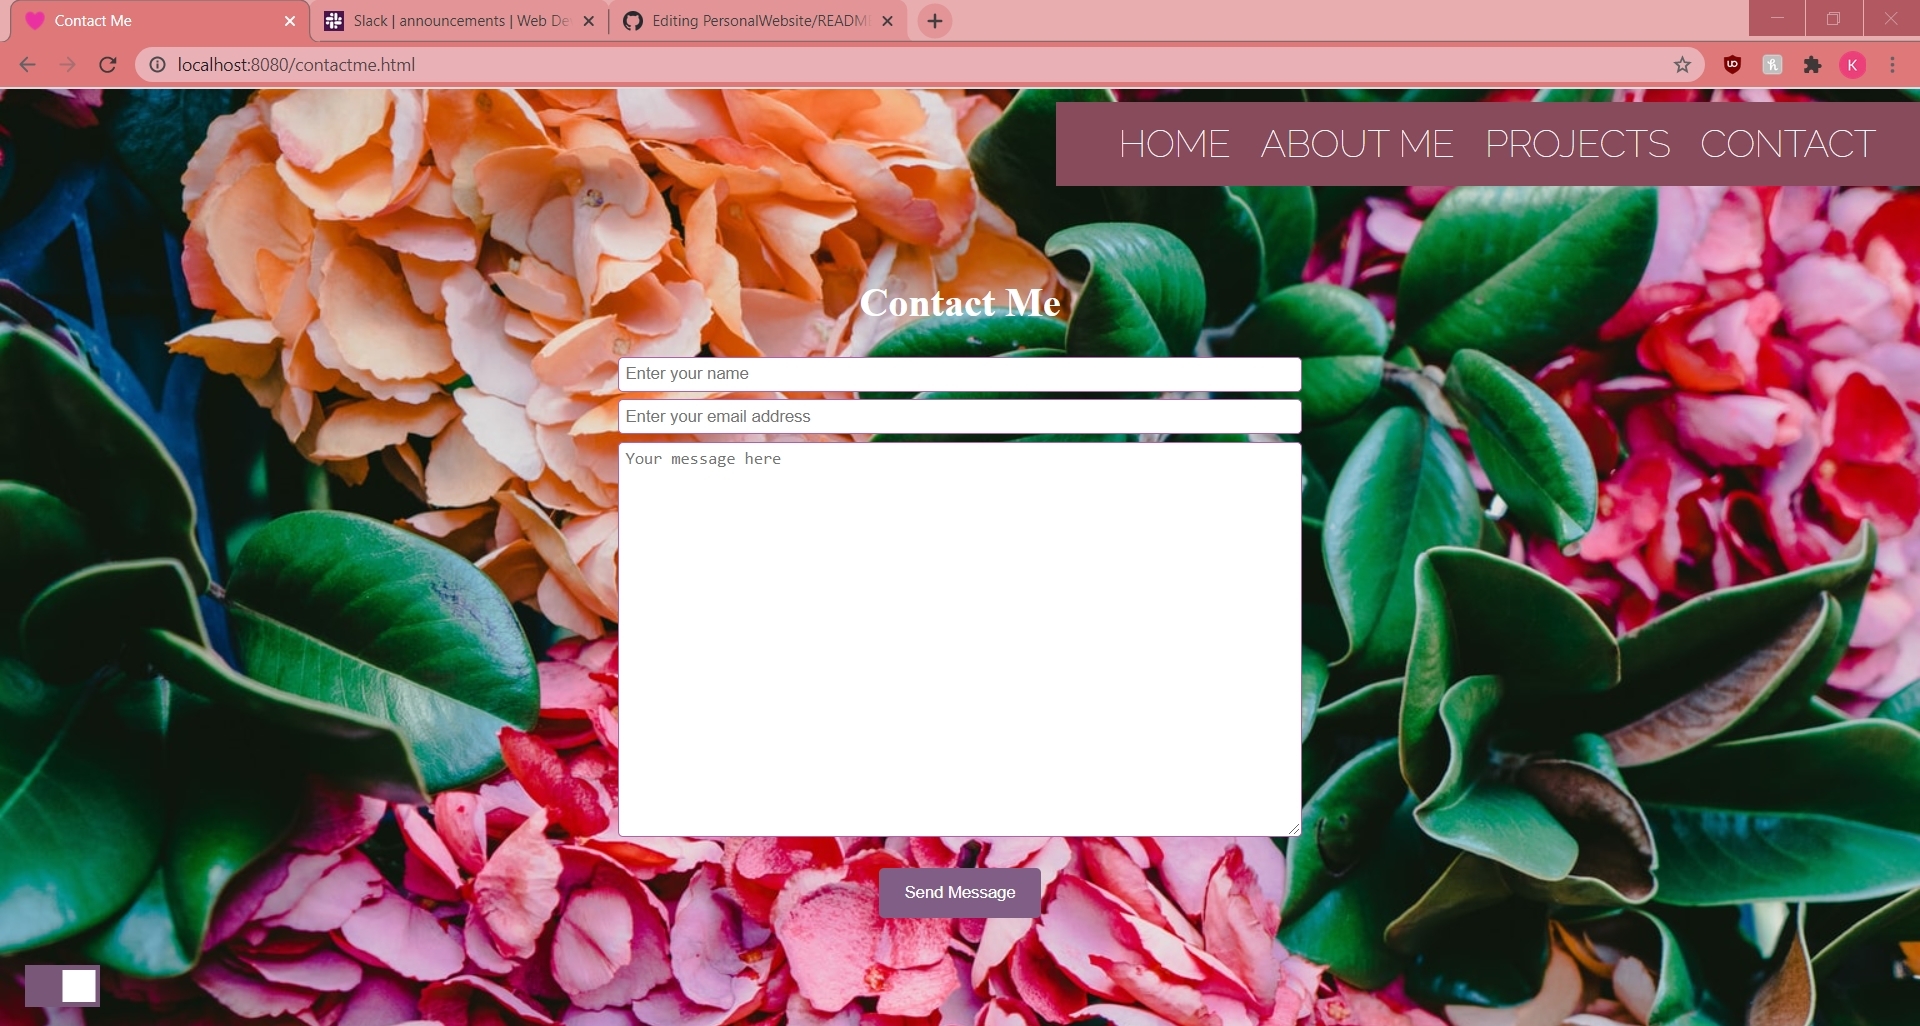 Contact Me
Slack | announcements | Web De
Editing PersonalWebsite/READM
localhost:8080/contactme.html
K
HOME ABOUT ME PROJECTS CONTACT
Contact Me
Enter your name
Enter your email address
Your message here
Send Message